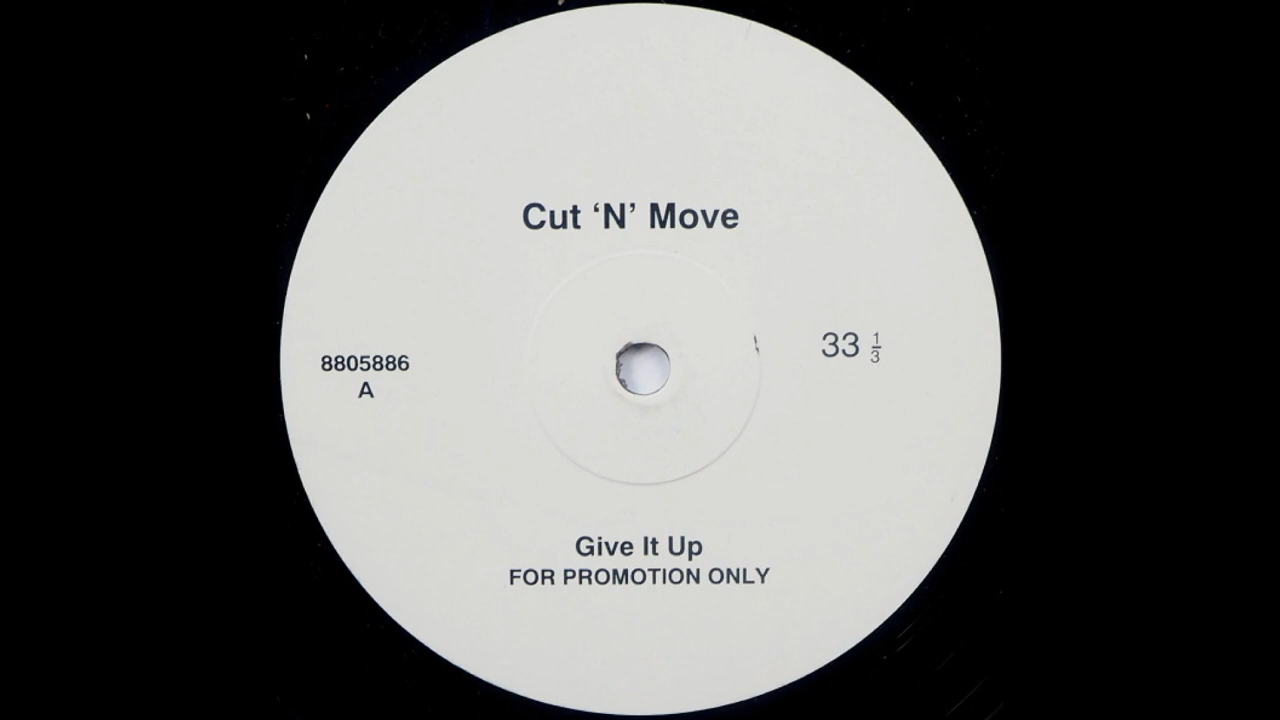 Cut ‘N’ Move
33 1/3
8805886
A
Give It Up
FOR PROMOTION ONLY